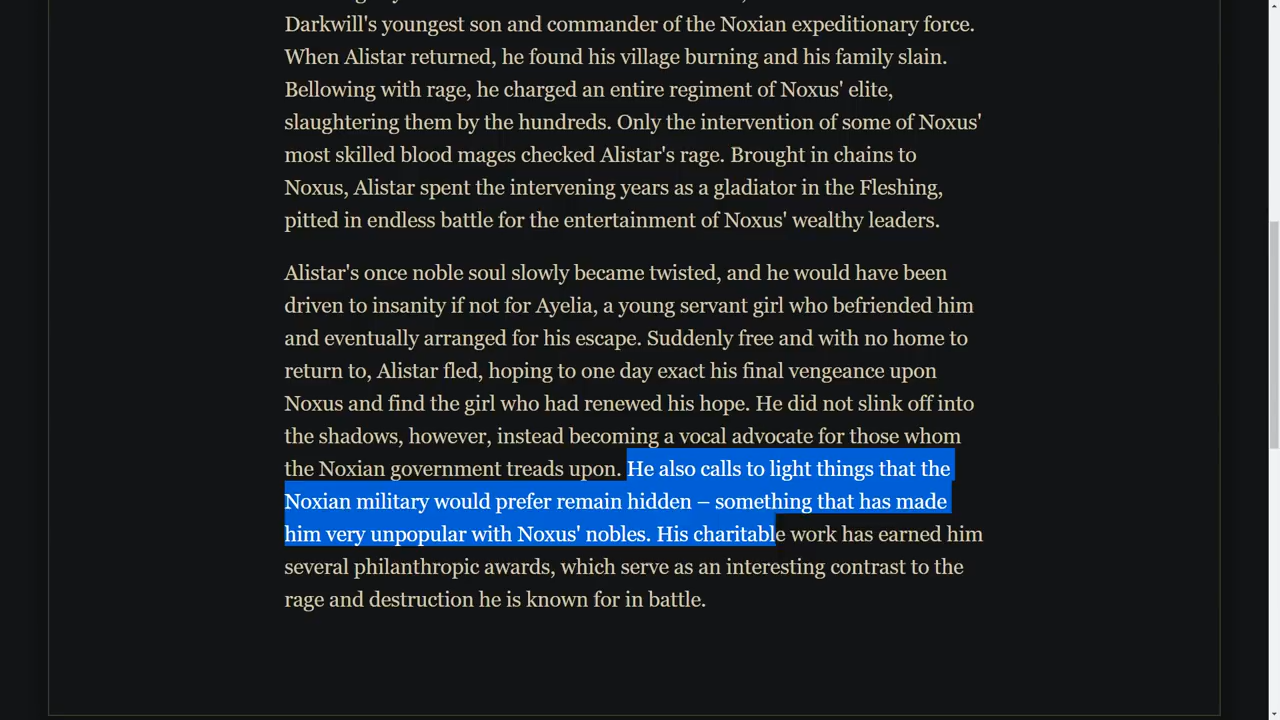 Darkwill's youngest son and commander of the Noxian expeditionary force.
When Alistar returned, he found his village burning and his family slain.
Bellowing with rage, he charged an entire regiment of Noxus' elite,
slaughtering them by the hundreds. Only the intervention of some of Noxus'
most skilled blood mages checked Alistar's rage. Brought in chains to
Noxus, Alistar spent the intervening years as a gladiator in the Fleshing,
pitted in endless battle for the entertainment of Noxus' wealthy leaders.
Alistar's once noble soul slowly became twisted, and he would have been
driven to insanity if not for Ayelia, a young servant girl who befriended him
and eventually arranged for his escape. Suddenly free and with no home to
return to, Alistar fled, hoping to one day exact his final vengeance upon
Noxus and find the girl who had renewed his hope. He did not slink off into
the shadows, however, instead becoming a vocal advocate for those whom
the Noxian government treads upon. He also calls to light things that the
Noxian military would prefer remain hidden – something that has made
him very unpopular with Noxus' nobles. His charitable work has earned him
several philanthropic awards, which serve as an interesting contrast to the
rage and destruction he is known for in battle.